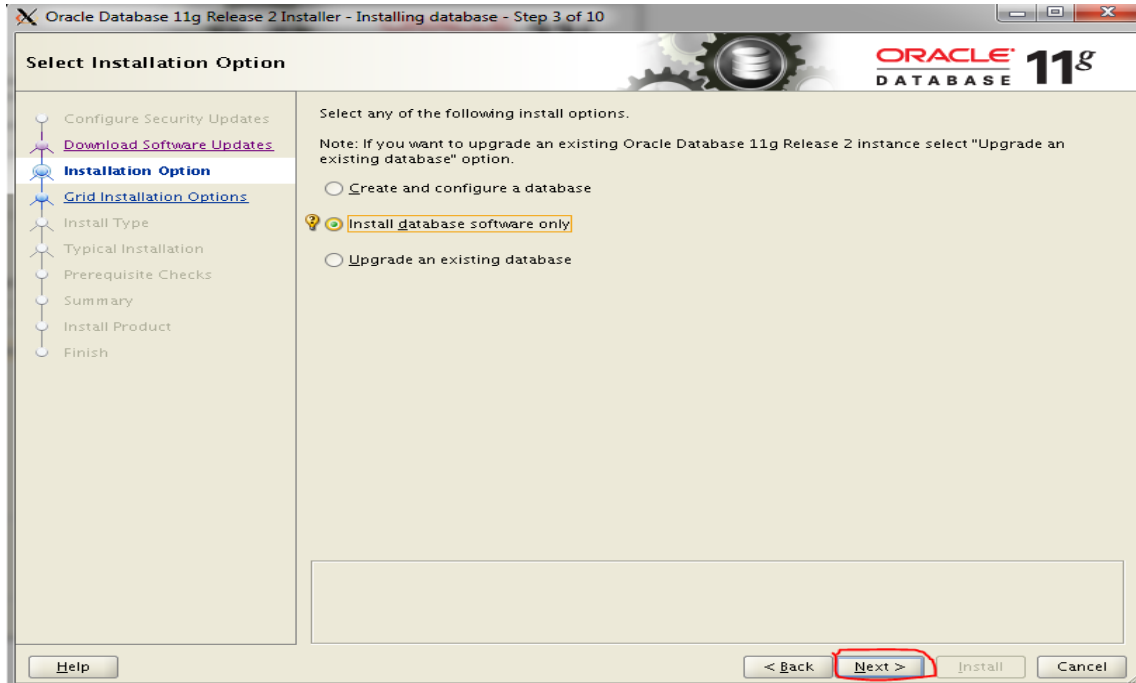 Oracle Database 11g Release 2 Installer - Installing database - Step 3 of 10
Select Installation Option
ORACLE
DATABASE
11g
Configure Security Updates
Download Software Updates
Installation Option
Grid Installation Options
Install Type
Typical Installation
Prerequisite Checks
Summary
Install Product
Finish
Select any of the following install options.
Note: If you want to upgrade an existing Oracle Database 11g Release 2 instance select "Upgrade an
existing database" option.
Create and configure a database
Install database software only
Upgrade an existing database
Help
< Back
Next >
Install
Cancel